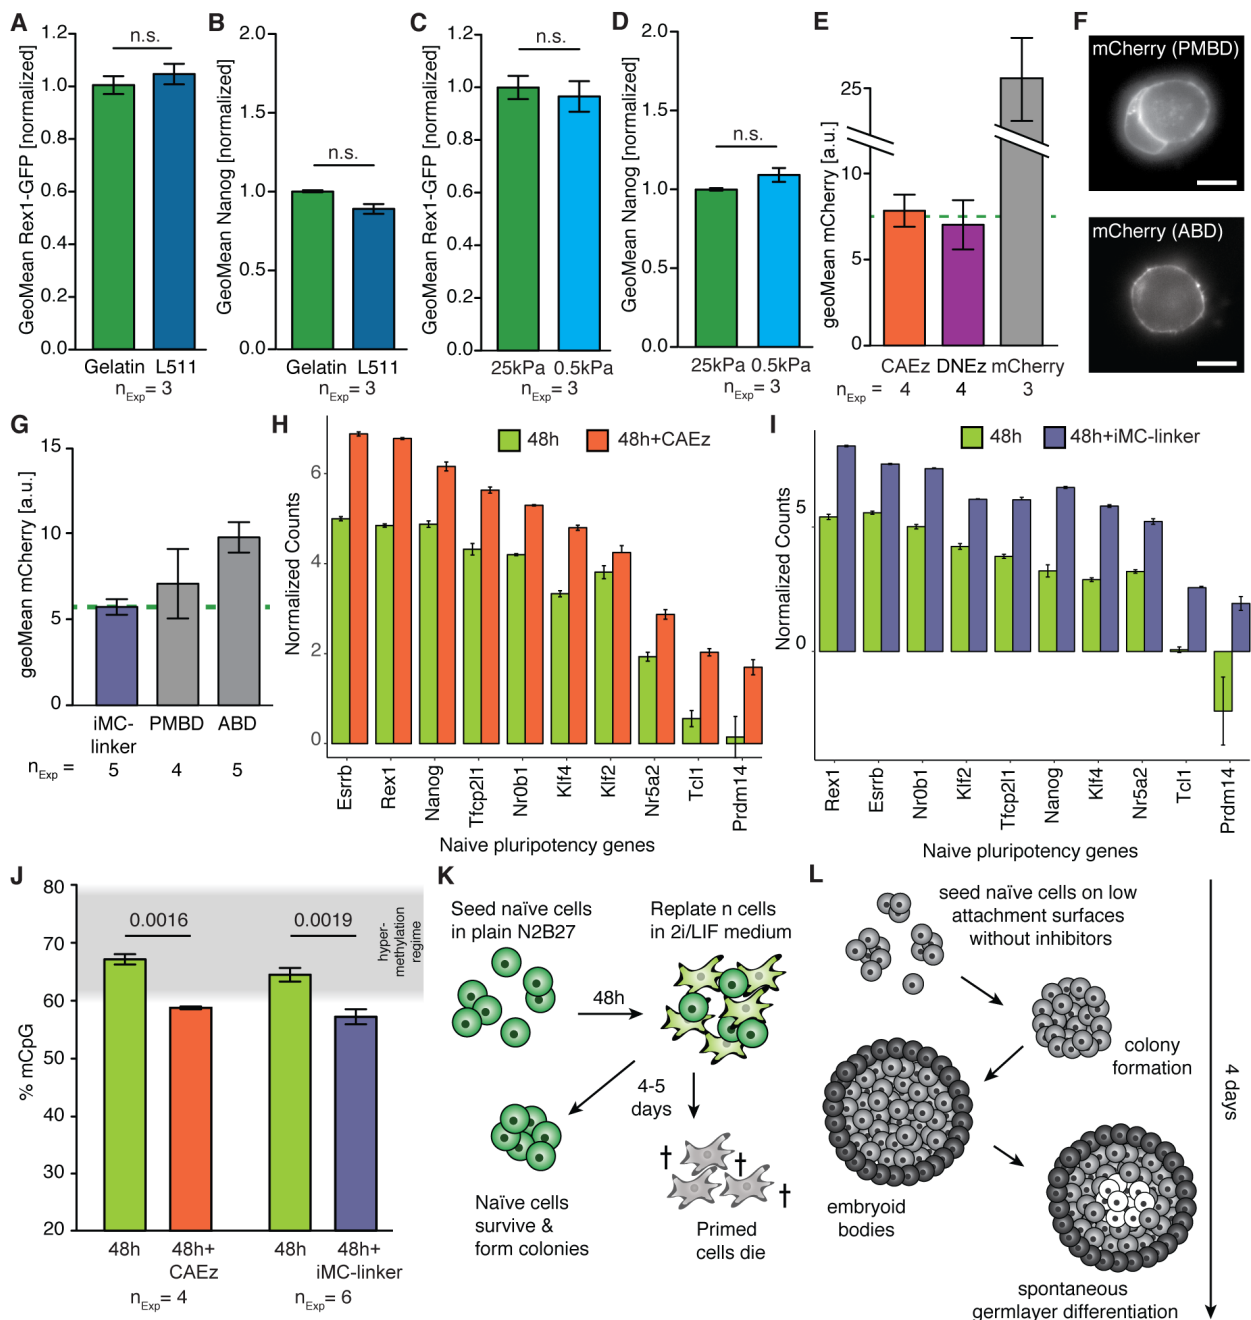 A
1.2
1.0
0.8
0.6
0.4
0.2
0.0
GeoMean Rex1-GFP [normalized]
n.s.
Gelatin L511
nExp= 3
B
2.0
1.5
1.0
0.5
0.0
GeoMean Nanog [normalized]
n.s.
Gelatin L511
nExp= 3
C
1.2
1.0
0.8
0.6
0.4
0.2
0.0
GeoMean Rex1-GFP [normalized]
n.s.
25kPa 0.5kPa
nExp= 3
D
2.0
1.5
1.0
0.5
0.0
GeoMean Nanog [normalized]
n.s.
25kPa 0.5kPa
nExp= 3
E
25
10
5
0
geoMean mCherry [a.u.]
CAEz DNEz mCherry
nExp = 4 4 3
F
mCherry (PMBD)
mCherry (ABD)
G
15
10
5
0
geoMean mCherry [a.u.]
iMC-
linker
PMBD
ABD
nExp = 5 4 5
H
48h
48h+CAEz
6
4
2
0
Normalized Counts
Esrrb
Rex1
Nanog
Tfcp2l1
Nr0b1
Klf4
Klf2
Nr5a2
Tcl1
Prdm14
Naive pluripotency genes
I
48h
48h+iMC-linker
5
0
Normalized Counts
Rex1
Esrrb
Nr0b1
Klf2
Tfcp2l1
Nanog
Klf4
Nr5a2
Tcl1
Prdm14
Naive pluripotency genes
J
80
70
60
50
40
30
20
% mCpG
0.0016
0.0019
hyper-
methylation
regime
48h
48h+
CAEz
48h
48h+
iMC-linker
nExp= 4
nExp= 6
K
Seed naïve cells
in plain N2B27
48h
Replate n cells
in 2i/LIF medium
4-5
days
Naïve cells
survive &
form colonies
† † †
Primed
cells die
L
seed naïve cells on low
attachment surfaces
without inhibitors
colony
formation
embryoid
bodies
spontaneous
germlayer differentiation
4 days